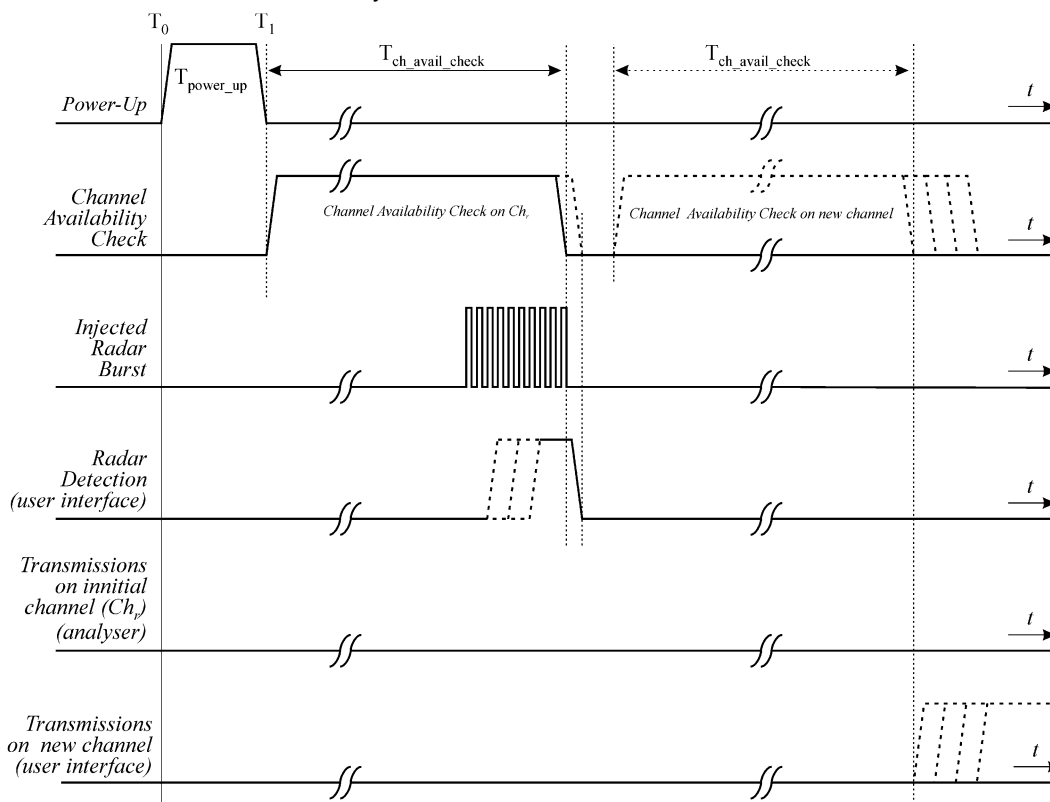 T0 T1
Tch_avail_check Tch_avail_check
Tpower_up
Power-Up
t
Channel
Availability
Check
Channel Availability Check on Chr
Channel Availability Check on new channel
t
Injected
Radar
Burst
t
Radar
Detection
(user interface)
t
Transmissions
on innitial
channel (Chr)
(analyser)
t
Transmissions
on new channel
(user interface)
t